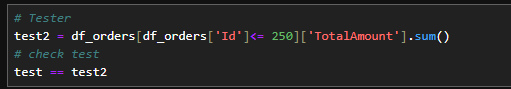 # Tester
test2 = df_orders[df_orders['Id']<= 250]['TotalAmount'].sum()
# check test
test == test2